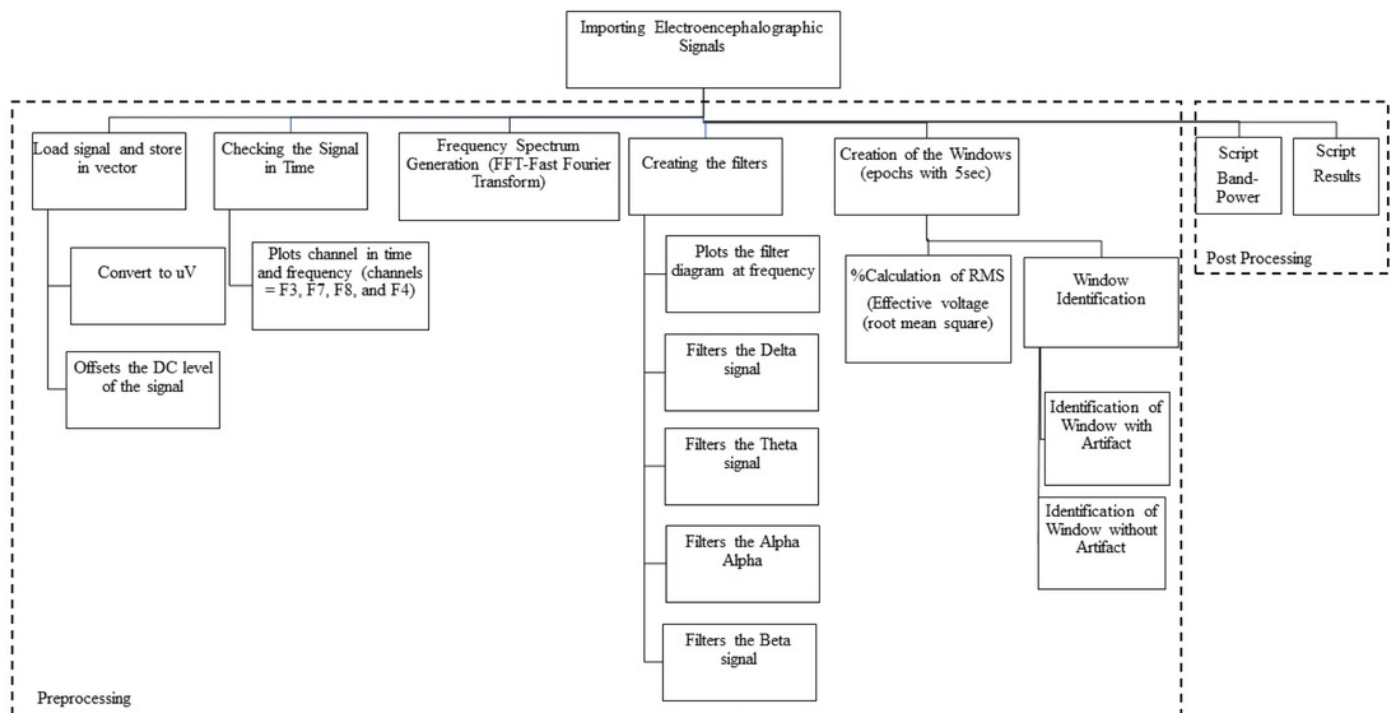 Importing Electroencephalographic
Signals
Load signal and store
in vector
Checking the Signal
in Time
Frequency Spectrum
Generation (FFT-Fast Fourier
Transform)
Creating the filters
Creation of the Windows
(epochs with 5sec)
Script
Band-
Power
Script
Results
Convert to uV
Offsets the DC level
of the signal
Plots channel in time
and frequency (channels
= F3, F7, F8, and F4)
Plots the filter
diagram at frequency
Filters the Delta
signal
Filters the Theta
signal
Filters the Alpha
Alpha
Filters the Beta
signal
%Calculation of RMS
(Effective voltage
(root mean square)
Window
Identification
Identification of
Window with
Artifact
Identification of
Window without
Artifact
Post Processing
Preprocessing